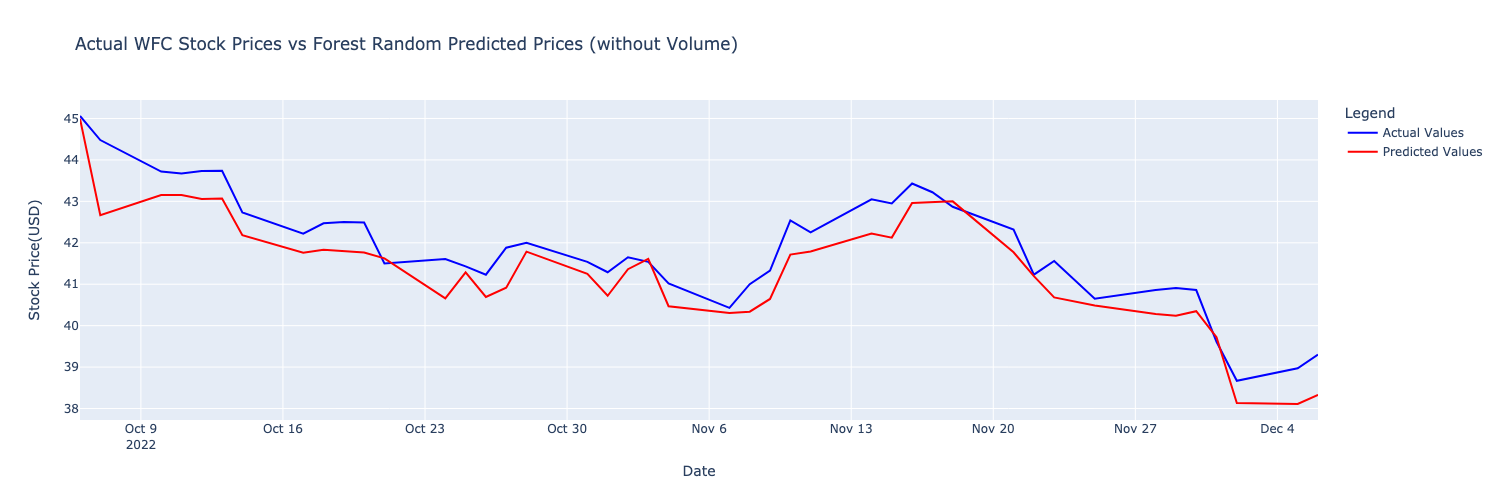 Actual WFC Stock Prices vs Forest Random Predicted Prices (without Volume)
Legend
Actual Values
Predicted Values
Stock Price(USD)
45
44
43
42
41
40
39
38
Oct 9
2022
Oct 16
Oct 23
Oct 30
Nov 6
Nov 13
Nov 20
Nov 27
Dec 4
Date